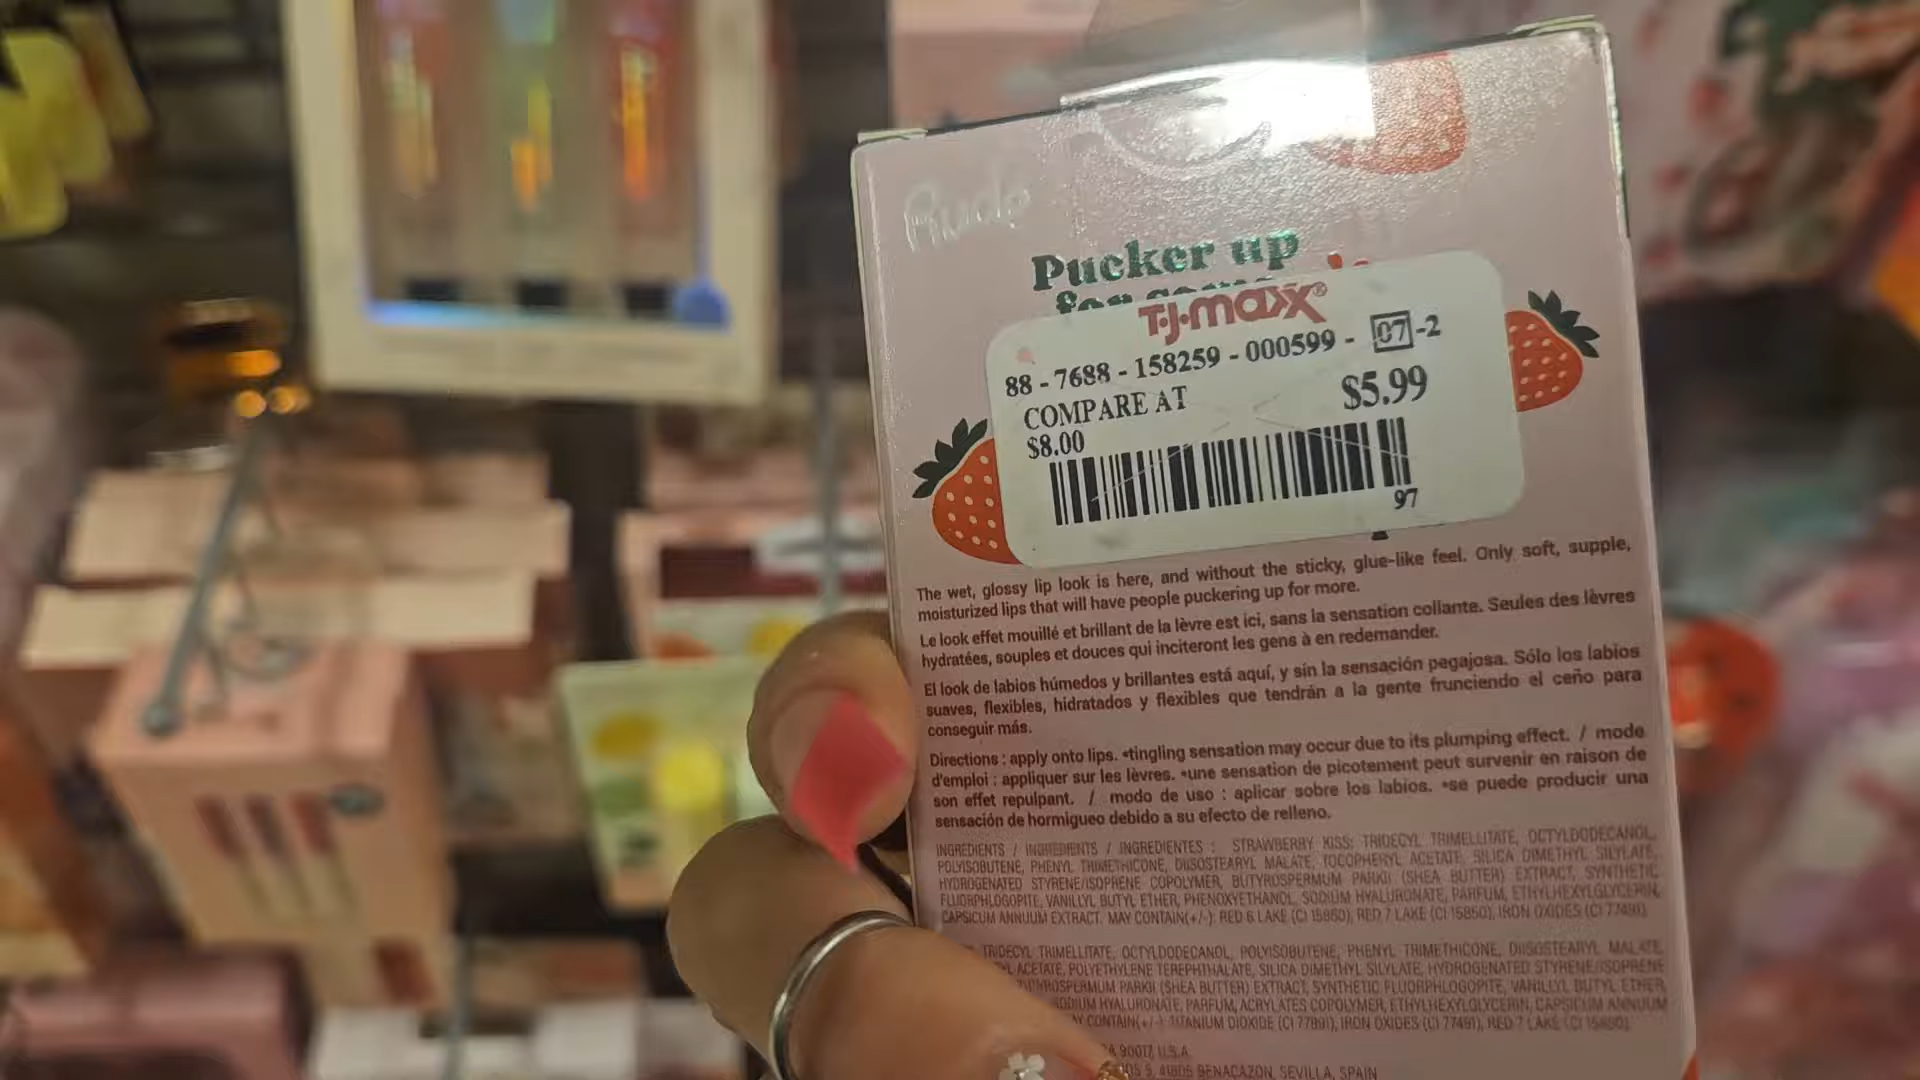 Rude
Pucker up
for
T.J.maxx®
88 - 7688 - 158259 - 000599 - 07 -2
COMPARE AT
$5.99
$8.00
97
The wet, glossy lip look is here, and without the sticky, glue-like feel. Only soft, supple,
moisturized lips that will have people puckering up for more.
Le look effet mouillé et brillant de la lèvre est ici, sans la sensation collante. Seules des lèvres
hydratées, souples et douces qui inciteront les gens à en redemander.
El look de labios húmedos y brillantes está aquí, y sin la sensación pegajosa. Sólo los labios
suaves, flexibles, hidratados y flexibles que tendrán a la gente frunciendo el ceño para
conseguir más.
Directions : apply onto lips. *tingling sensation may occur due to its plumping effect. / mode
d'emploi : appliquer sur les lèvres. *une sensation de picotement peut survenir en raison de
son effet repulpant. / modo de uso : aplicar sobre los labios. *se puede producir una
sensación de hormigueo debido a su efecto de relleno.
INGREDIENTS / INGREDIENTS / INGREDIENTES : STRAWBERRY KISS: TRIDECYL TRIMELLITATE, OCTYLDODECANOL,
POLYISOBUTENE, PHENYL TRIMETHICONE, DIISOSTEARYL MALATE, TOCOPHERYL ACETATE, SILICA DIMETHYL SILYLATE,
HYDROGENATED STYRENE/ISOPRENE COPOLYMER, BUTYROSPERMUM PARKII (SHEA BUTTER) EXTRACT, SYNTHETIC
FLUORPHLOGOPITE, VANILLYL BUTYL ETHER, PHENOXYETHANOL, SODIUM HYALURONATE, PARFUM, ETHYLHEXYLGLYCERIN,
CAPSICUM ANNUUM EXTRACT. MAY CONTAIN(+/-): RED 6 LAKE (CI 15850), RED 7 LAKE (CI 15850), IRON OXIDES (CI 77491).
TRIDECYL TRIMELLITATE, OCTYLDODECANOL, POLYISOBUTENE, PHENYL TRIMETHICONE, DIISOSTEARYL MALATE,
ACETATE, POLYETHYLENE TEREPHTHALATE, SILICA DIMETHYL SILYLATE, HYDROGENATED STYRENE/ISOPRENE
PARKII (SHEA BUTTER) EXTRACT, SYNTHETIC FLUORPHLOGOPITE, VANILLYL BUTYL ETHER,
SODIUM HYALURONATE, PARFUM, ACRYLATES COPOLYMER, ETHYLHEXYLGLYCERIN, CAPSICUM ANNUUM
CONTAIN(+/-): TITANIUM DIOXIDE (CI 77891), IRON OXIDES (CI 77491), RED 7 LAKE (CI 15850).
90017, U.S.A.
5, 41805 BENACAZON, SEVILLA, SPAIN